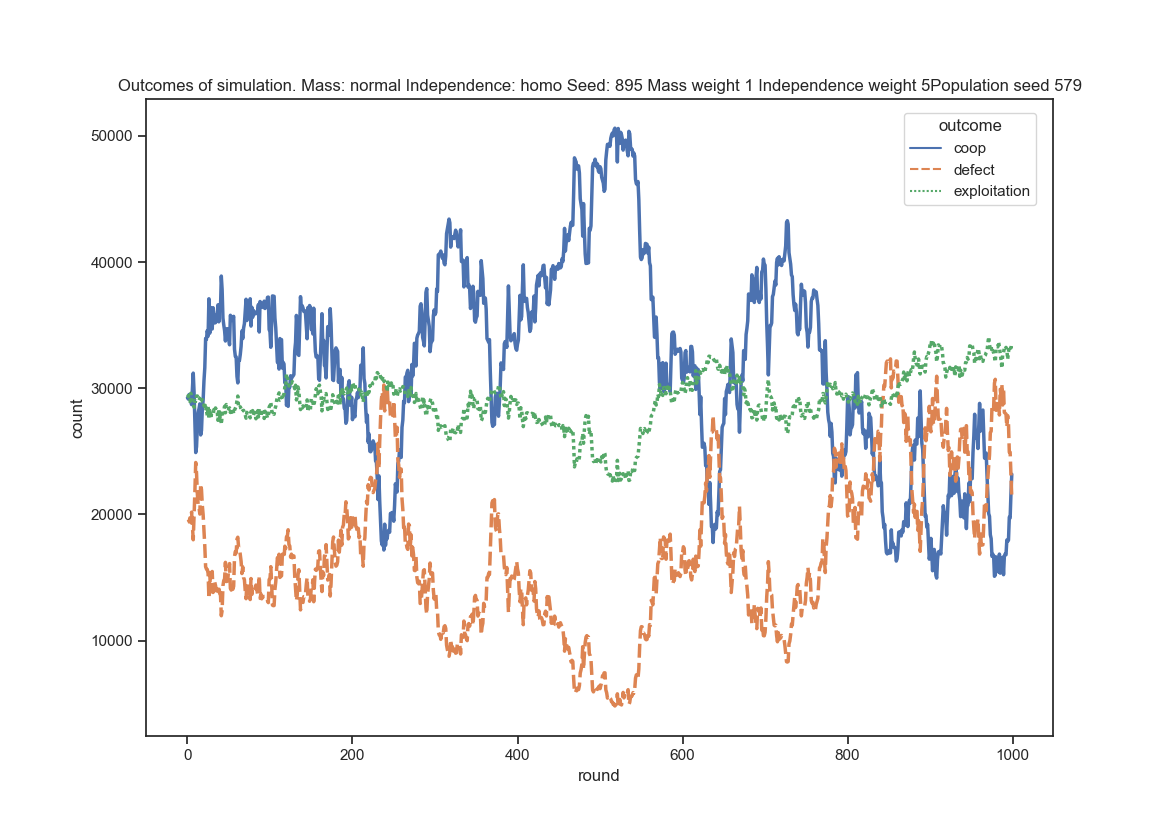 Outcomes of simulation. Mass: normal Independence: homo Seed: 895 Mass weight 1 Independence weight 5Population seed 579
outcome
coop
defect
exploitation
50000
40000
30000
20000
10000
count
0 200 400 600 800 1000
round